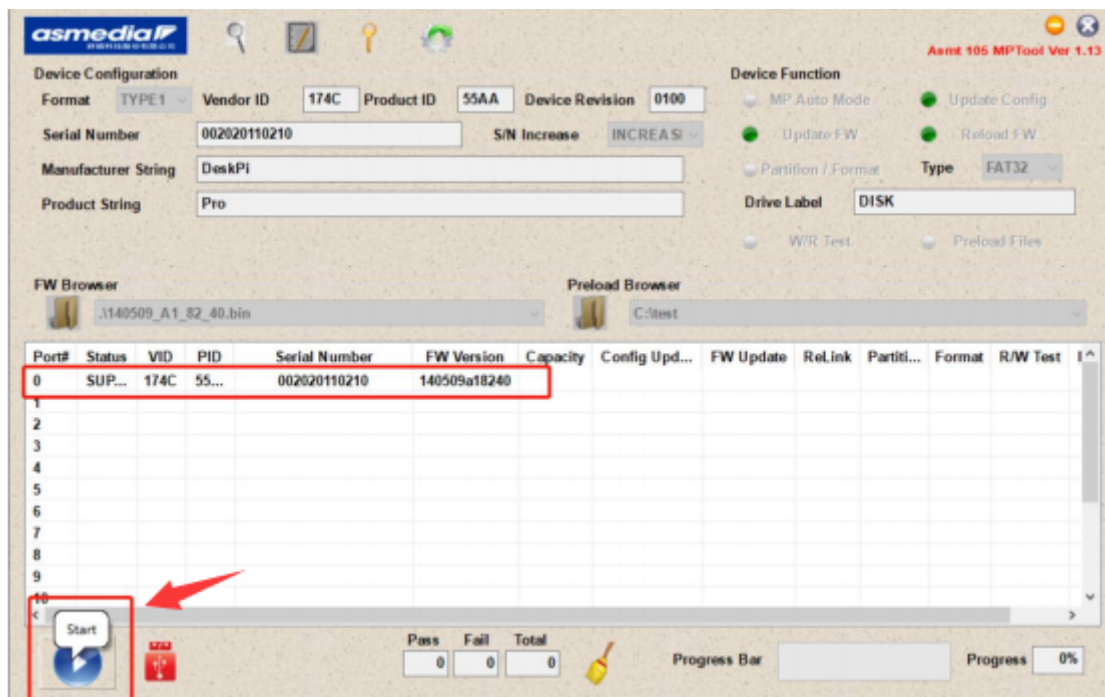 asmedia
Asmt 105 MPTool Ver 1.13
Device Configuration
Device Function
Format TYPE1 Vendor ID 174C Product ID 55AA Device Revision 0100
MP Auto Mode Update Config
Serial Number 002020110210 S/N Increase INCREASI
Update FW Reload FW
Manufacturer String DeskPi
Partition / Format Type FAT32
Product String Pro
Drive Label DISK
W/R Test Preload Files
FW Browser Preload Browser
.\140509_A1_82_40.bin C:\test
Port# Status VID PID Serial Number FW Version Capacity Config Upd... FW Update ReLink Partiti... Format R/W Test
0 SUP... 174C 55... 002020110210 140509a18240
1
2
3
4
5
6
7
8
9
10
Start
Pass Fail Total
0 0 0
Progress Bar Progress 0%